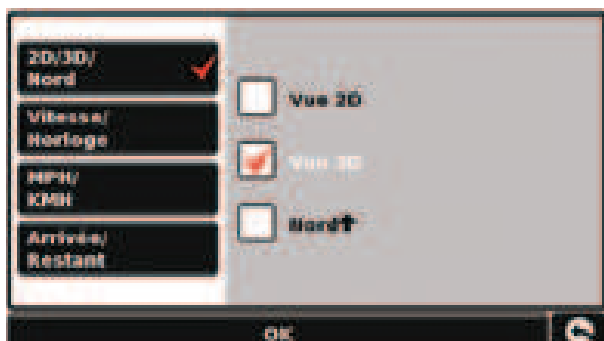 2D/3D/
Nord
Vitesse/
Horloge
MPH/
KMH
Arrivée/
Restant
Vue 2D
Vue 3D
Nord↑
OK